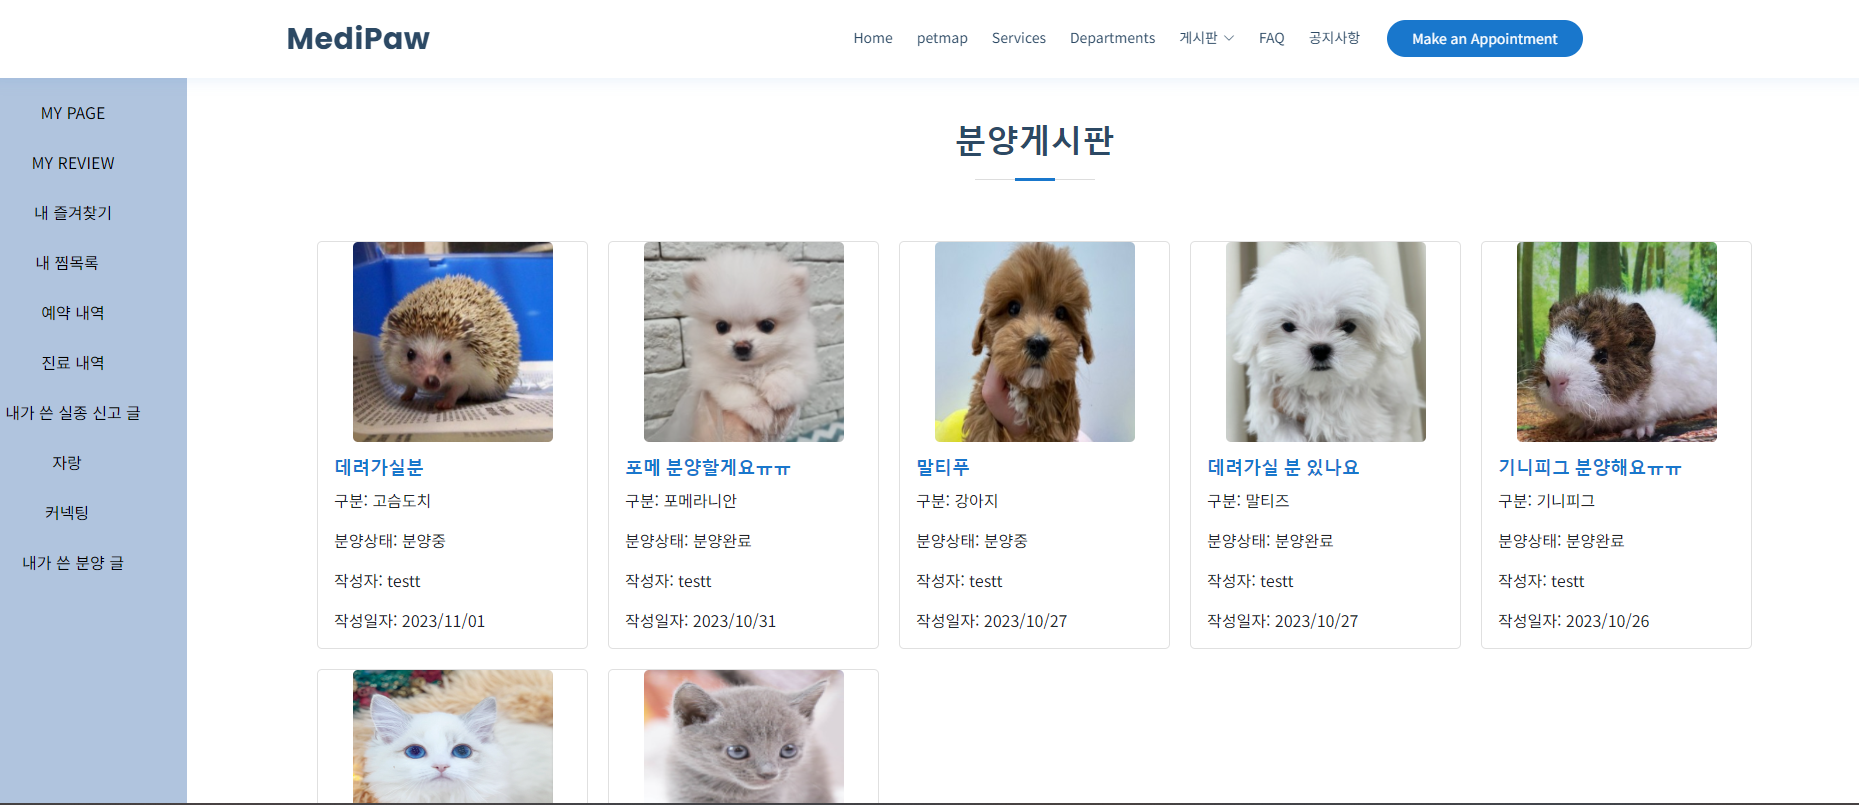 MediPaw
Home petmap Services Departments 게시판 FAQ 공지사항 Make an Appointment
MY PAGE
MY REVIEW
내 즐겨찾기
내 찜목록
예약 내역
진료 내역
내가 쓴 실종 신고 글
자랑
커넥팅
내가 쓴 분양 글
분양게시판
데려가실분
구분: 고슴도치
분양상태: 분양중
작성자: testt
작성일자: 2023/11/01
포메 분양할게요ㅠㅠ
구분: 포메라니안
분양상태: 분양완료
작성자: testt
작성일자: 2023/10/31
말티푸
구분: 강아지
분양상태: 분양중
작성자: testt
작성일자: 2023/10/27
데려가실 분 있나요
구분: 말티즈
분양상태: 분양완료
작성자: testt
작성일자: 2023/10/27
기니피그 분양해요ㅠㅠ
구분: 기니피그
분양상태: 분양완료
작성자: testt
작성일자: 2023/10/26